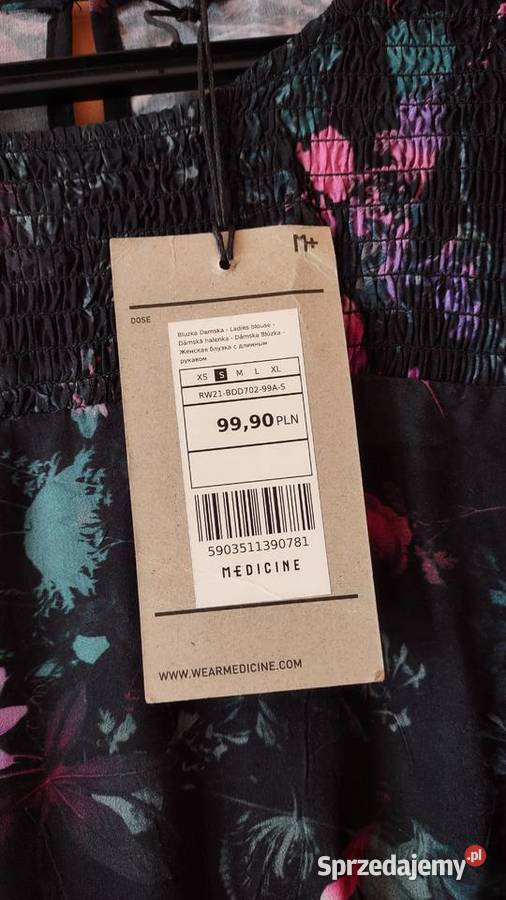 M+
DOSE
Bluzka Damska - Ladies blouse -
Dámská halenka - Dámska Blúzka -
Женская блузка с длинным
рукавом
XS S M L XL
RW21-BDD702-99A-S
99,90 PLN
5903511390781
MEDICINE
WWW.WEARMEDICINE.COM
Sprzedajemy.pl